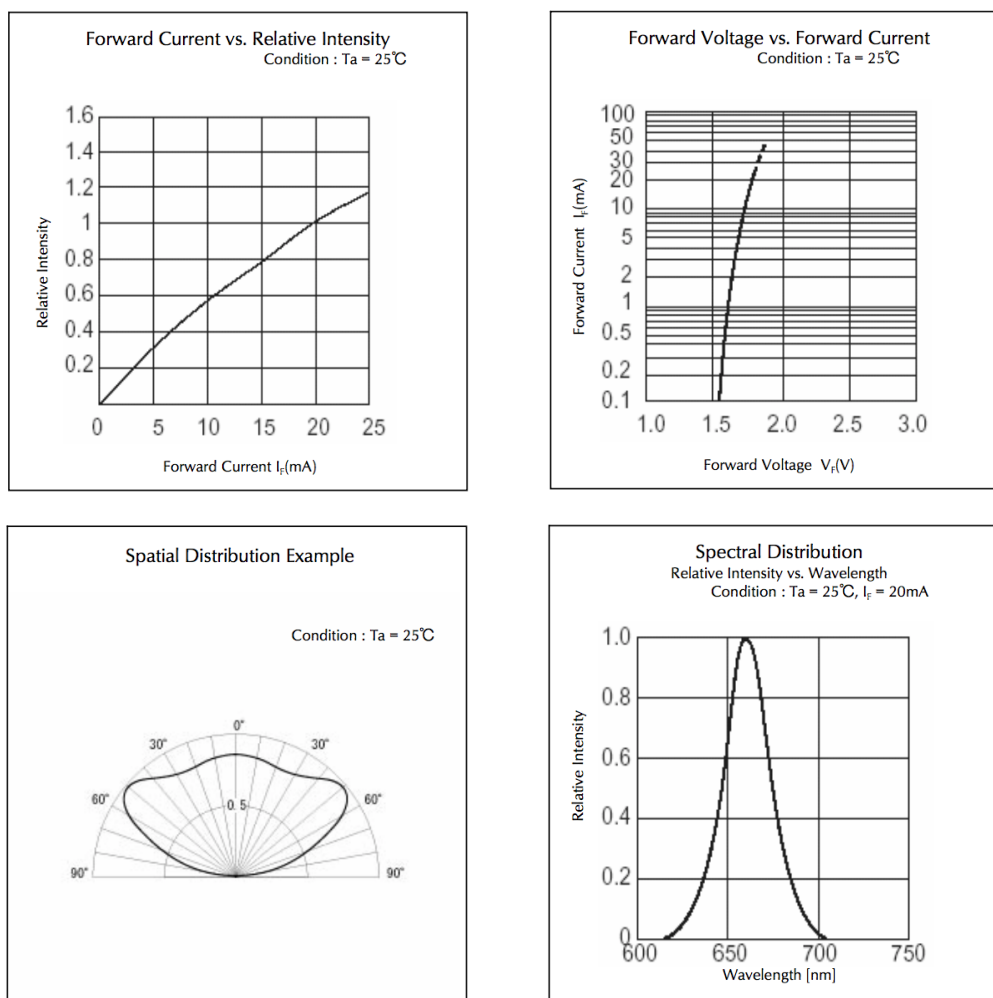 Forward Current vs. Relative Intensity
Condition : Ta = 25℃
1.6
1.4
1.2
1
0.8
0.6
0.4
0.2
Relative Intensity
0 5 10 15 20 25
Forward Current I_F(mA)
Forward Voltage vs. Forward Current
Condition : Ta = 25℃
100
50
30
20
10
5
2
1
0.5
0.2
0.1
Forward Current I_F(mA)
1.0 1.5 2.0 2.5 3.0
Forward Voltage V_F(V)
Spatial Distribution Example
Condition : Ta = 25℃
0°
30° 30°
60° 0.5 60°
90° 90°
Spectral Distribution
Relative Intensity vs. Wavelength
Condition : Ta = 25℃, I_F = 20mA
1.0
0.8
0.6
0.4
0.2
0
Relative Intensity
600 650 700 750
Wavelength [nm]